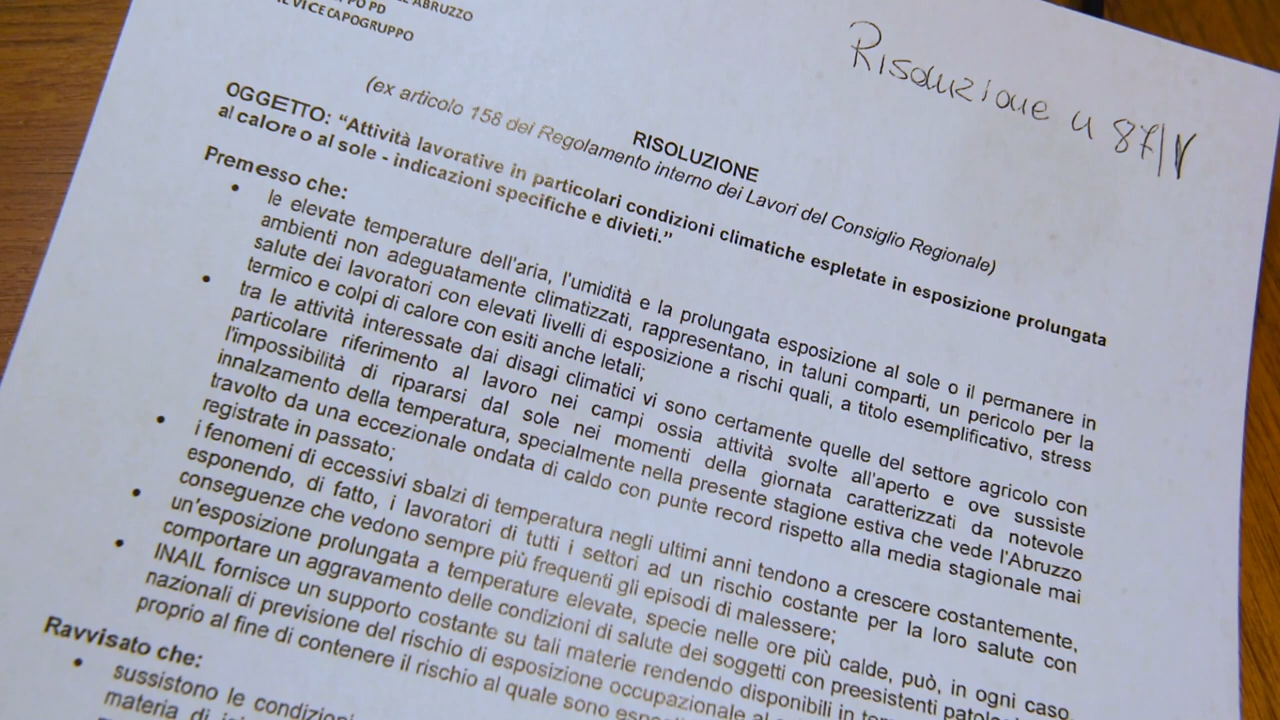 ABRUZZO
PD
VICECAPOGRUPPO
Risoluzione n 87/V
RISOLUZIONE
(ex articolo 158 del Regolamento interno dei Lavori del Consiglio Regionale)
OGGETTO: “Attività lavorative in particolari condizioni climatiche espletate in esposizione prolungata
al calore o al sole - indicazioni specifiche e divieti.”
Premesso che:
• le elevate temperature dell'aria, l'umidità e la prolungata esposizione al sole o il permanere in
ambienti non adeguatamente climatizzati, rappresentano, in taluni comparti, un pericolo per la
salute dei lavoratori con elevati livelli di esposizione a rischi quali, a titolo esemplificativo, stress
termico e colpi di calore con esiti anche letali;
• tra le attività interessate dai disagi climatici vi sono certamente quelle del settore agricolo con
particolare riferimento al lavoro nei campi ossia attività svolte all'aperto e ove sussiste
l'impossibilità di ripararsi dal sole nei momenti della giornata caratterizzati da notevole
innalzamento della temperatura, specialmente nella presente stagione estiva che vede l'Abruzzo
travolto da una eccezionale ondata di caldo con punte record rispetto alla media stagionale mai
registrate in passato;
• i fenomeni di eccessivi sbalzi di temperatura negli ultimi anni tendono a crescere costantemente,
esponendo, di fatto, i lavoratori di tutti i settori ad un rischio costante per la loro salute con
conseguenze che vedono sempre più frequenti gli episodi di malessere;
• un'esposizione prolungata a temperature elevate, specie nelle ore più calde, può, in ogni caso,
comportare un aggravamento delle condizioni di salute dei soggetti con preesistenti
• INAIL fornisce un supporto costante su tali materie rendendo disponibili in
nazionali di previsione del rischio di esposizione occupazionale al
proprio al fine di contenere il rischio al quale sono
Ravvisato che:
• sussistono le condizioni
materia di